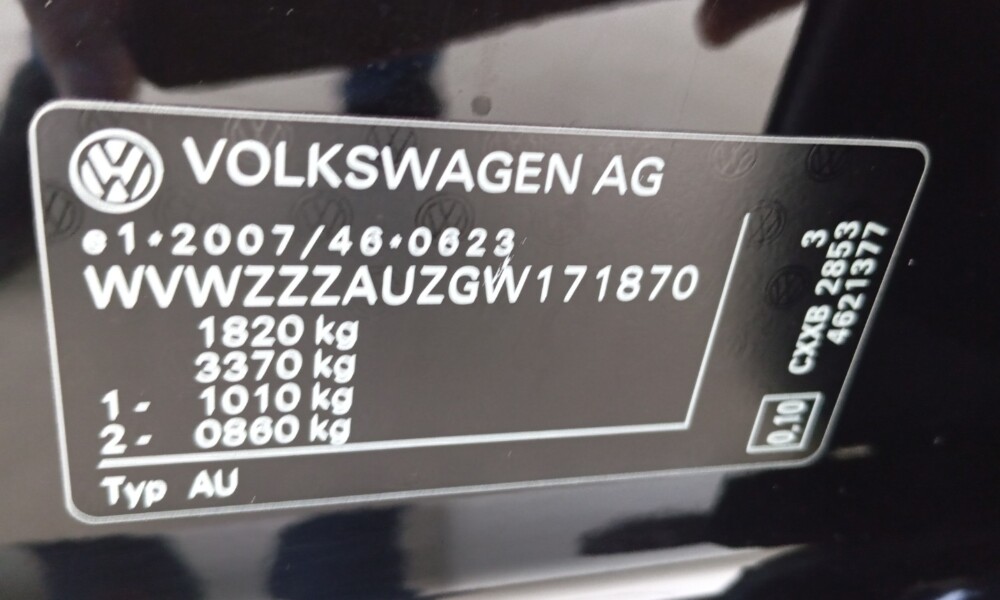 VOLKSWAGEN AG
e1*2007/46*0623
WVWZZZAUZGW171870
1820 kg
3370 kg
1- 1010 kg
2- 0860 kg
Typ AU
3
CXXB 2853
4621377
0.10